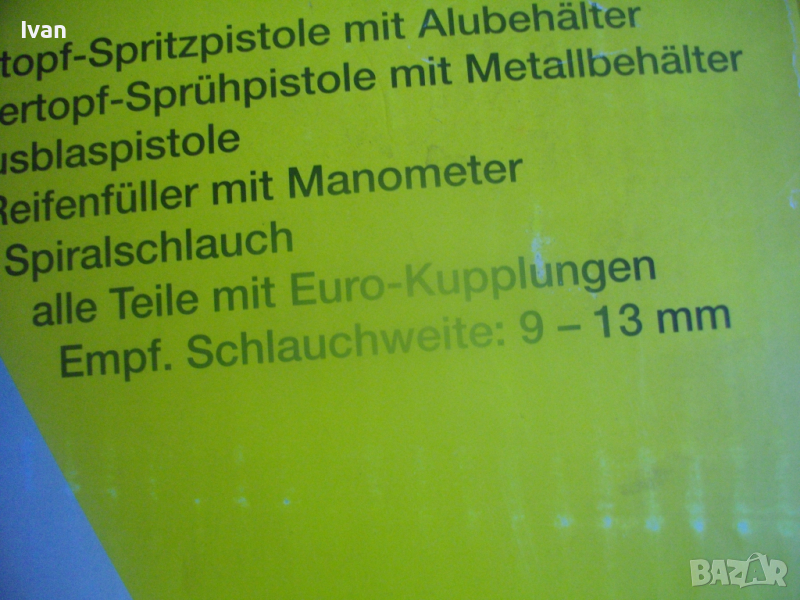 Ivan
topf-Spritzpistole mit Alubehälter
ertopf-Sprühpistole mit Metallbehälter
usblaspistole
Reifenfüller mit Manometer
Spiralschlauch
alle Teile mit Euro-Kupplungen
Empf. Schlauchweite: 9 – 13 mm
BAZAR